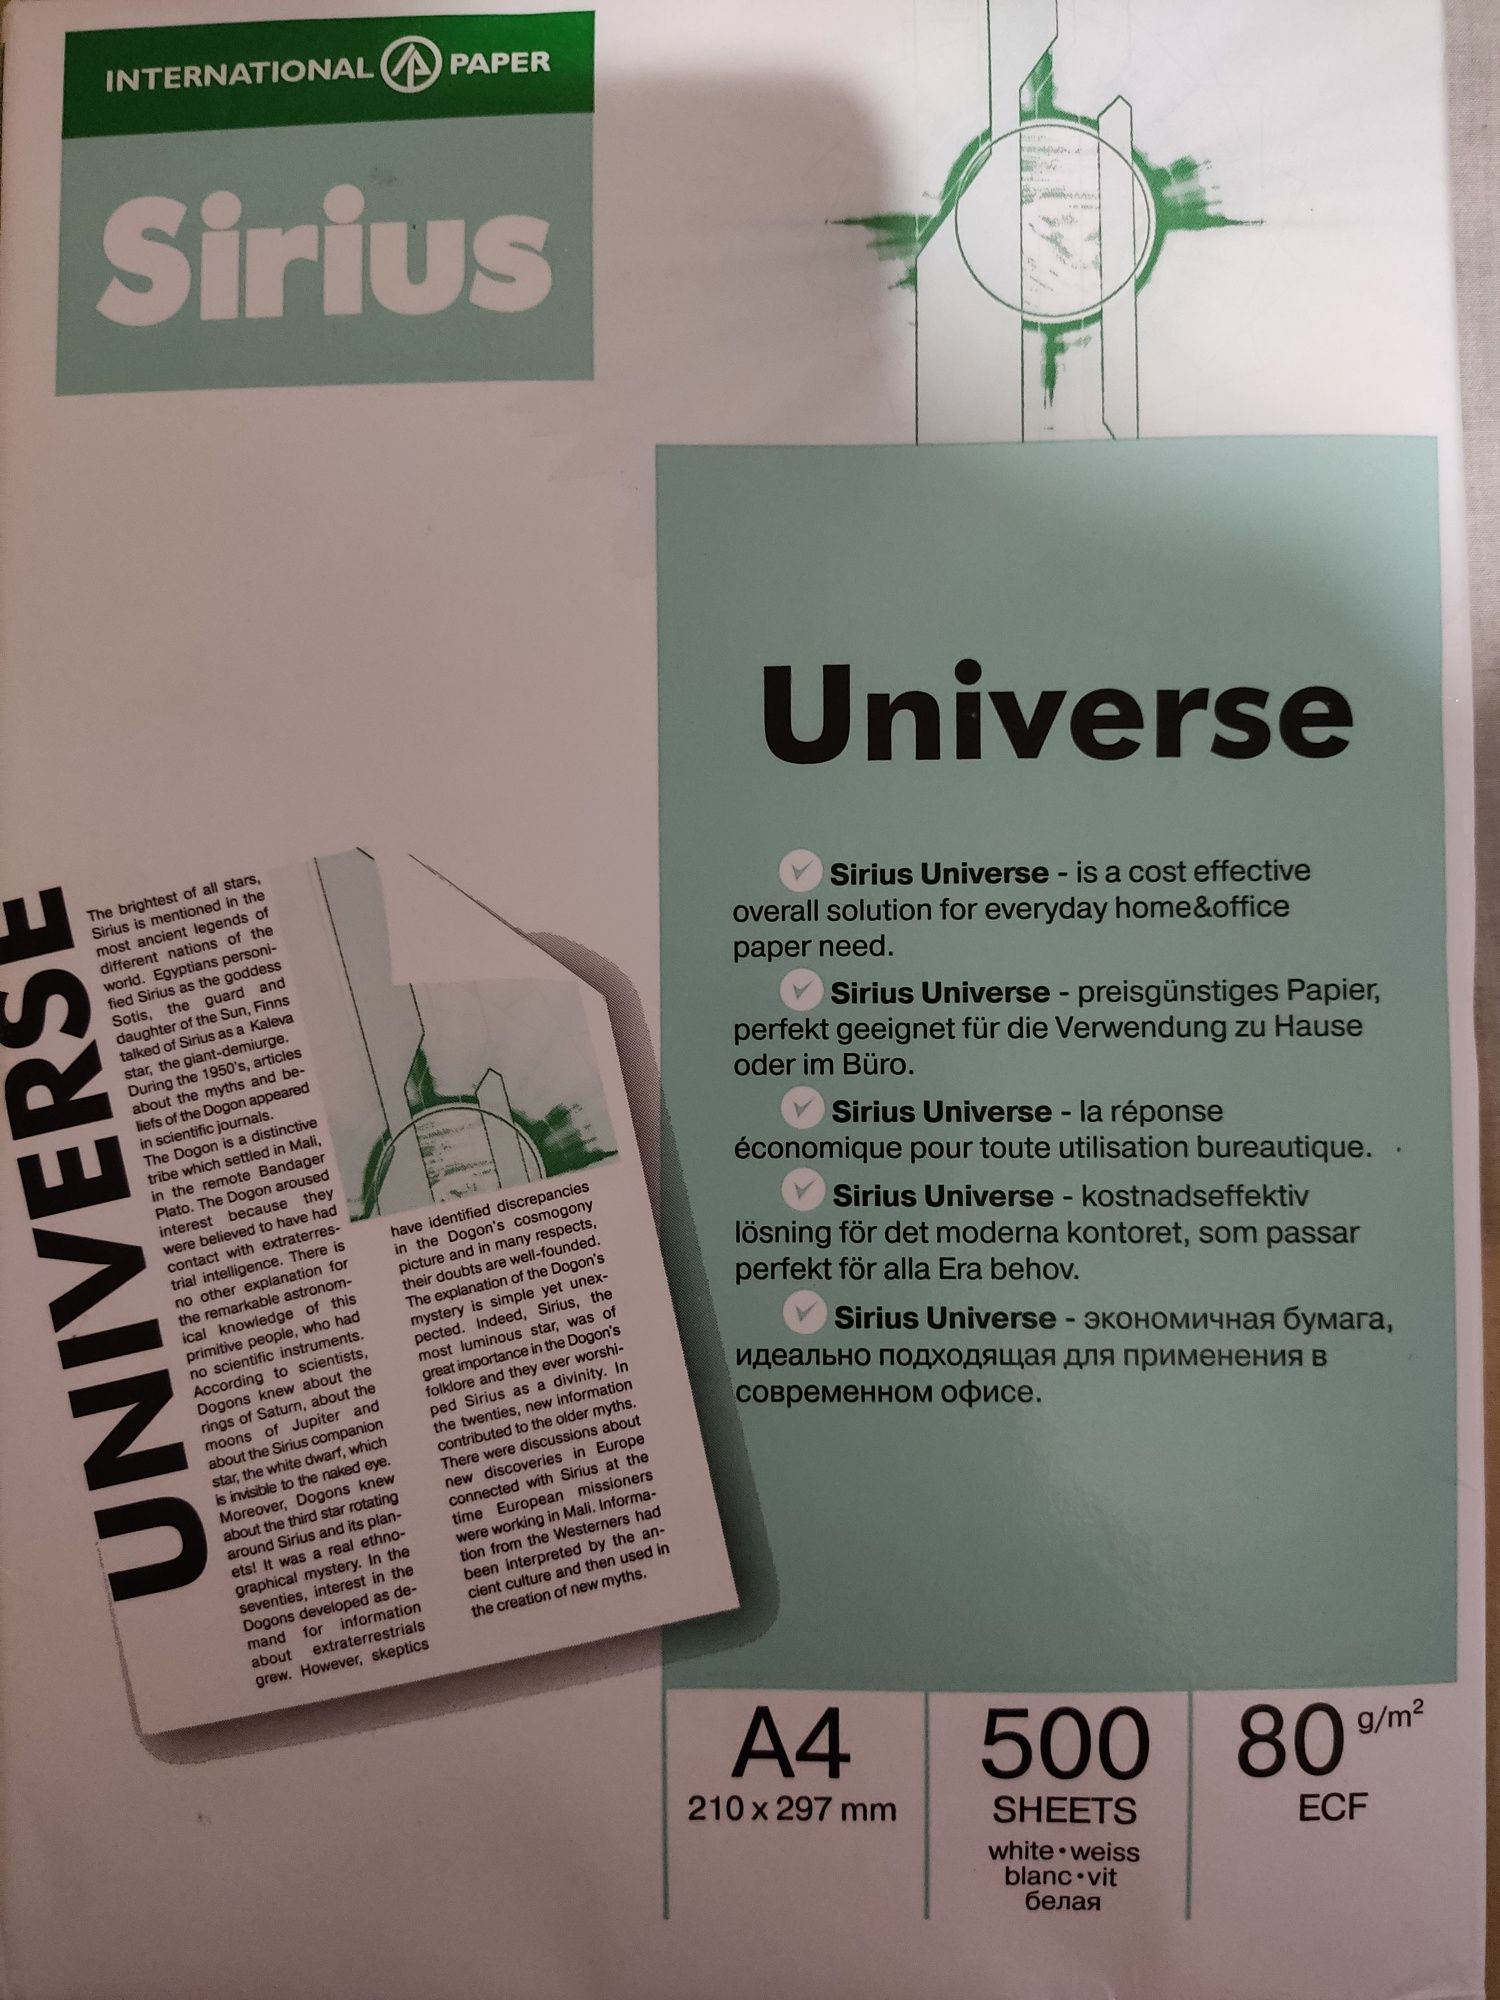 INTERNATIONAL PAPER
Sirius
Universe
Sirius Universe - is a cost effective
overall solution for everyday home&office
paper need.
Sirius Universe - preisgünstiges Papier,
perfekt geeignet für die Verwendung zu Hause
oder im Büro.
Sirius Universe - la réponse
économique pour toute utilisation bureautique.
Sirius Universe - kostnadseffektiv
lösning för det moderna kontoret, som passar
perfekt för alla Era behov.
Sirius Universe - экономичная бумага,
идеально подходящая для применения в
современном офисе.
UNIVERSE
The brightest of all stars,
Sirius is mentioned in the
most ancient legends of
different nations of the
world. Egyptians personi-
fied Sirius as the goddess
Sotis, the guard and
daughter of the Sun, Finns
talked of Sirius as a Kaleva
star, the giant-demiurge.
During the 1950's, articles
about the myths and be-
liefs of the Dogon appeared
in scientific journals.
The Dogon is a distinctive
tribe which settled in Mali,
in the remote Bandager
Plato. The Dogon aroused
interest because they
were believed to have had
contact with extraterres-
trial intelligence. There is
no other explanation for
the remarkable astronom-
ical knowledge of this
primitive people, who had
no scientific instruments.
According to scientists,
Dogons knew about the
rings of Saturn, about the
moons of Jupiter and
about the Sirius companion
star, the white dwarf, which
is invisible to the naked eye.
Moreover, Dogons knew
about the third star rotating
around Sirius and its plan-
ets! It was a real ethno-
graphical mystery. In the
seventies, interest in the
Dogons developed as de-
mand for information
about extraterrestrials
grew. However, skeptics
have identified discrepancies
in the Dogon's cosmogony
picture and in many respects,
their doubts are well-founded.
The explanation of the Dogon's
mystery is simple yet unex-
pected. Indeed, Sirius, the
most luminous star, was of
great importance in the Dogon's
folklore and they ever worshi-
ped Sirius as a divinity. In
the twenties, new information
contributed to the older myths.
There were discussions about
new discoveries in Europe
connected with Sirius at the
time European missioners
were working in Mali. Informa-
tion from the Westerners had
been interpreted by the an-
cient culture and then used in
the creation of new myths.
A4
210 x 297 mm
500
SHEETS
white • weiss
blanc • vit
белая
80 g/m²
ECF